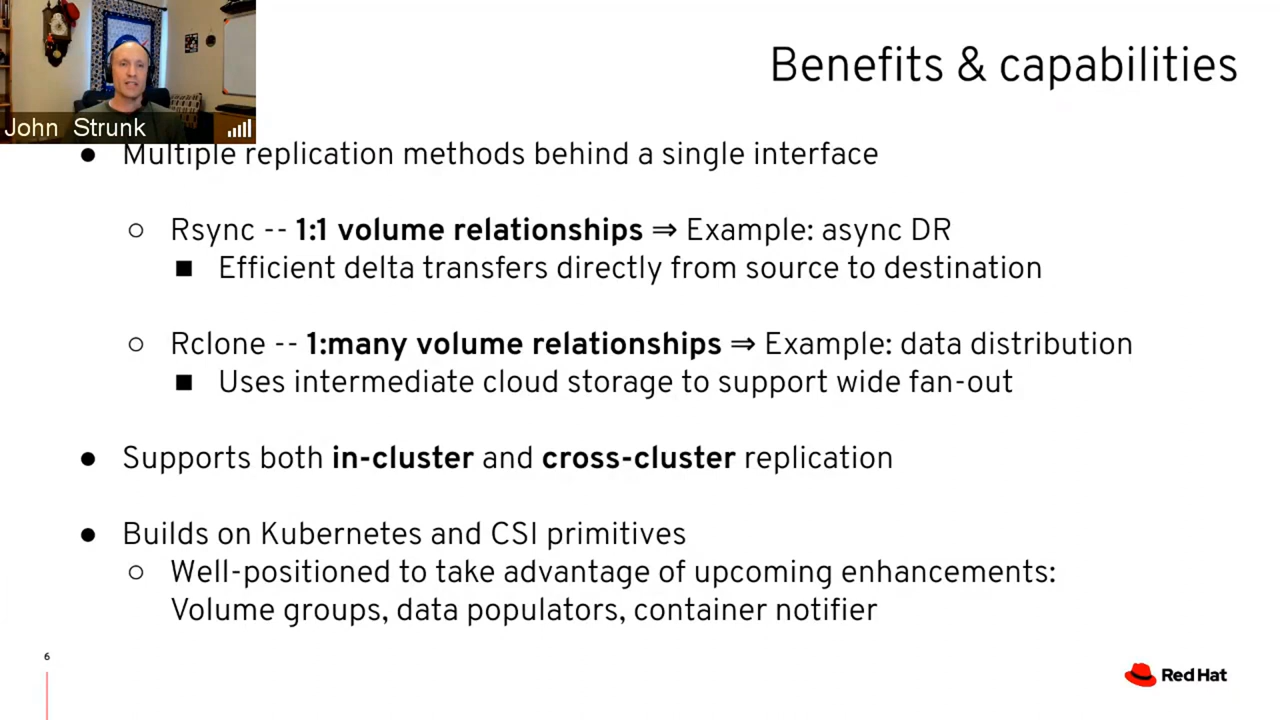 Benefits & capabilities
John Strunk
● Multiple replication methods behind a single interface
○ Rsync -- 1:1 volume relationships ⇒ Example: async DR
■ Efficient delta transfers directly from source to destination
○ Rclone -- 1:many volume relationships ⇒ Example: data distribution
■ Uses intermediate cloud storage to support wide fan-out
● Supports both in-cluster and cross-cluster replication
● Builds on Kubernetes and CSI primitives
○ Well-positioned to take advantage of upcoming enhancements:
Volume groups, data populators, container notifier
6
Red Hat